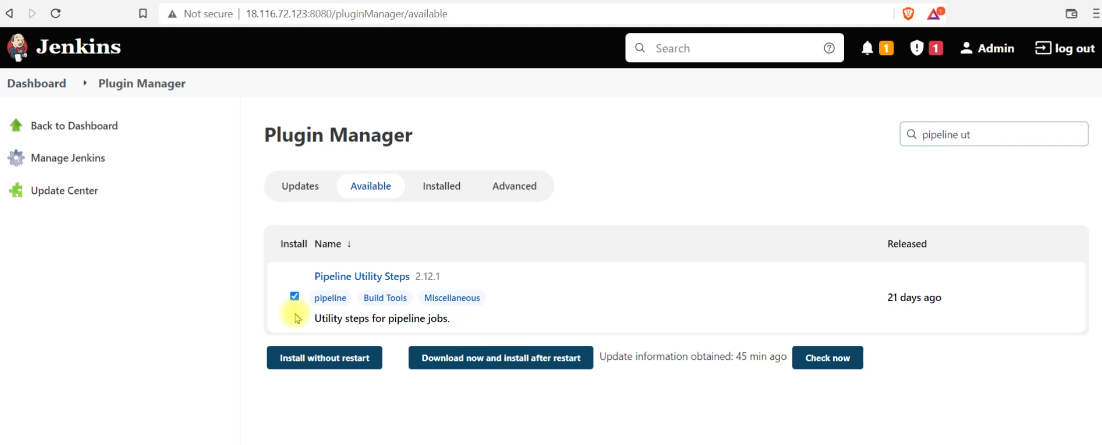 Not secure | 18.116.72.123:8080/pluginManager/available
Jenkins
Search
1
1
Admin
log out
Dashboard
Plugin Manager
Back to Dashboard
Manage Jenkins
Update Center
Plugin Manager
pipeline ut
Updates
Available
Installed
Advanced
Install Name ↓ Released
Pipeline Utility Steps 2.12.1
pipeline Build Tools Miscellaneous
21 days ago
Utility steps for pipeline jobs.
Install without restart
Download now and install after restart
Update information obtained: 45 min ago
Check now